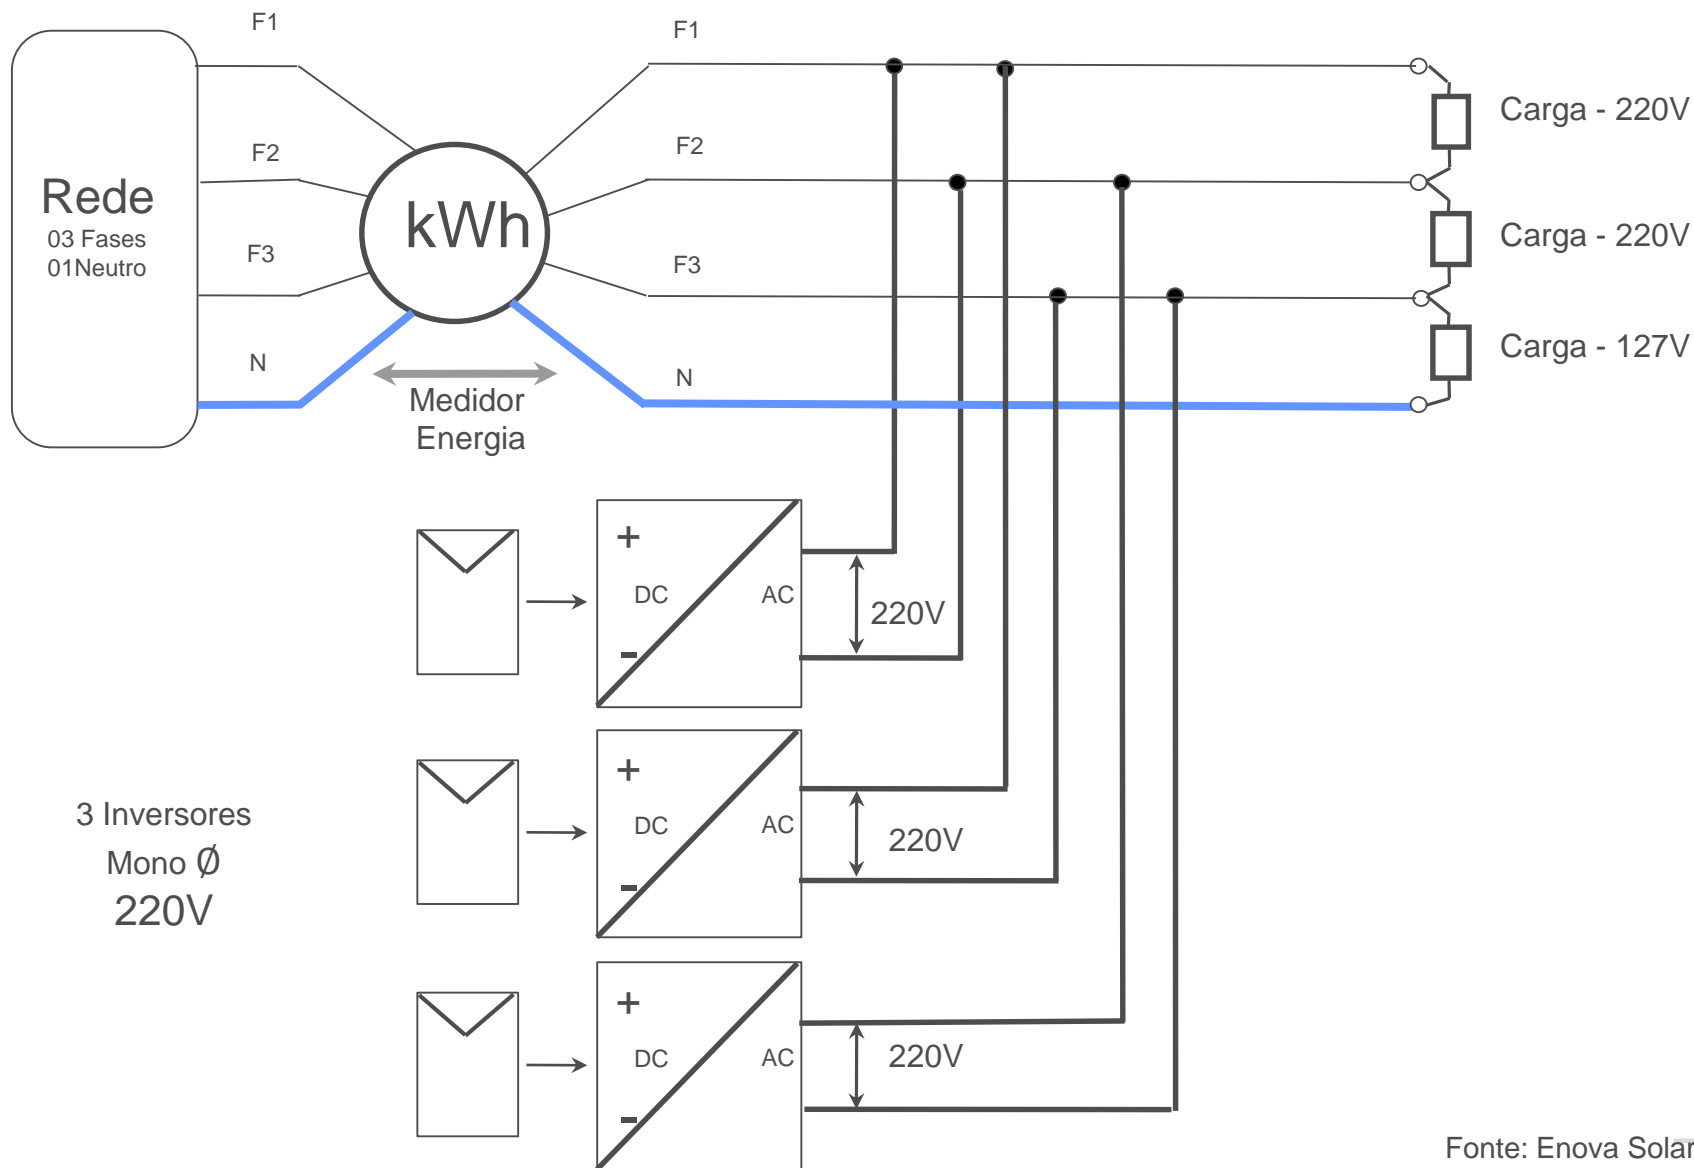 F1
F1
Carga - 220V
F2
F2
Rede
03 Fases
01Neutro
kWh
Carga - 220V
F3
F3
Carga - 127V
N
N
Medidor
Energia
+
DC
AC
220V
-
3 Inversores
Mono Ø
220V
+
DC
AC
220V
-
+
DC
AC
220V
-
Fonte: Enova Solar